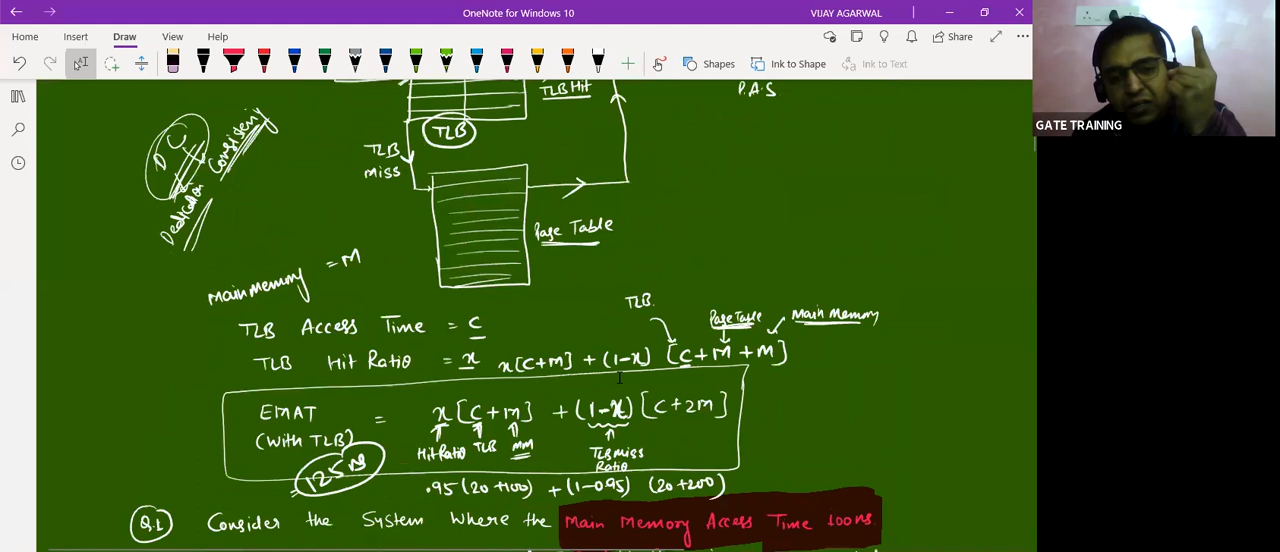 OneNote for Windows 10
VIJAY AGARWAL
Home Insert Draw View Help
Share
Shapes Ink to Shape Ink to Text
GATE TRAINING
TLB Hit
P.A.S
TLB
D C
Consistency
Dedication
TLB
miss
Page Table
Main Memory = M
TLB.
Page Table
Main Memory
TLB Access Time = C
TLB Hit Ratio = x x[C+M] + (1-x) [C+M+M]
EMAT = x[C+M] + (1-x) [C+2M]
(With TLB)
Hit Ratio TLB MM
TLB miss
Ratio
= 125 ns
.95 (20+100) + (1-0.95) (20+200)
Q.1 Consider the System Where the Main Memory Access Time 100ns.